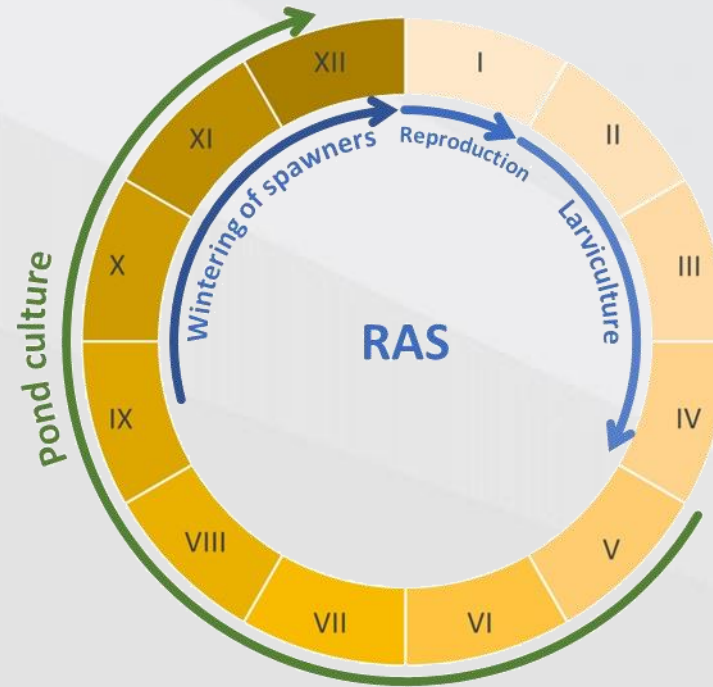 I
II
III
IV
V
VI
VII
VIII
IX
X
XI
XII
Reproduction
Larviculture
Wintering of spawners
RAS
Pond culture